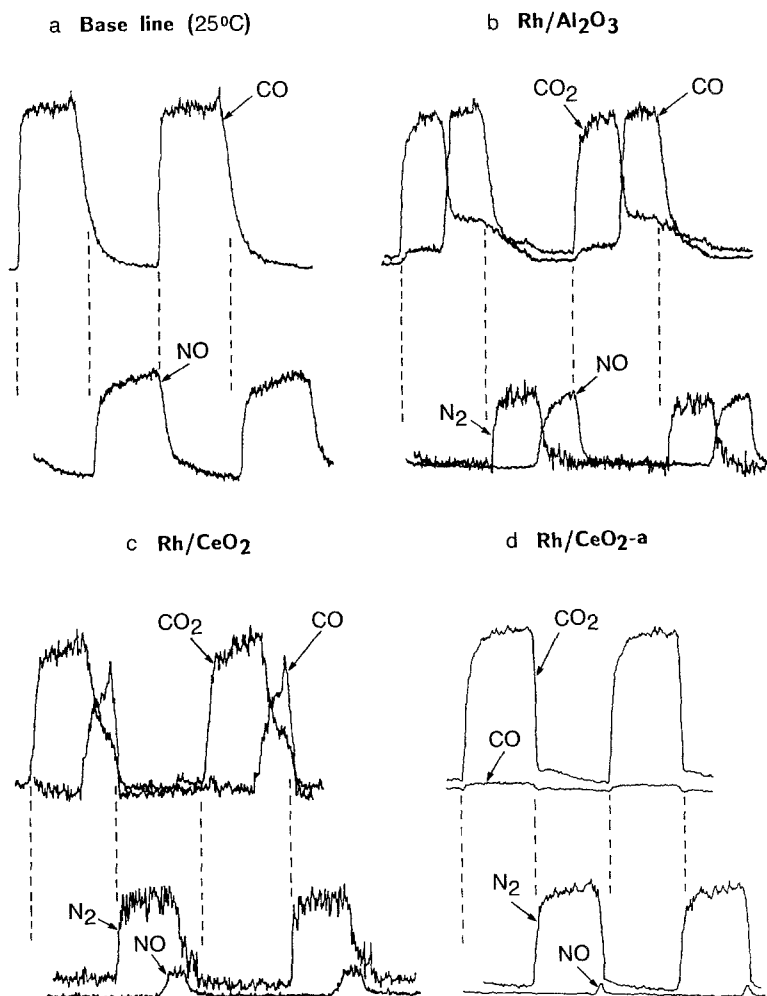 a Base line (25ºC)
CO
NO
b Rh/Al2O3
CO2
CO
N2
NO
c Rh/CeO2
CO2
CO
N2
NO
d Rh/CeO2-a
CO2
CO
N2
NO